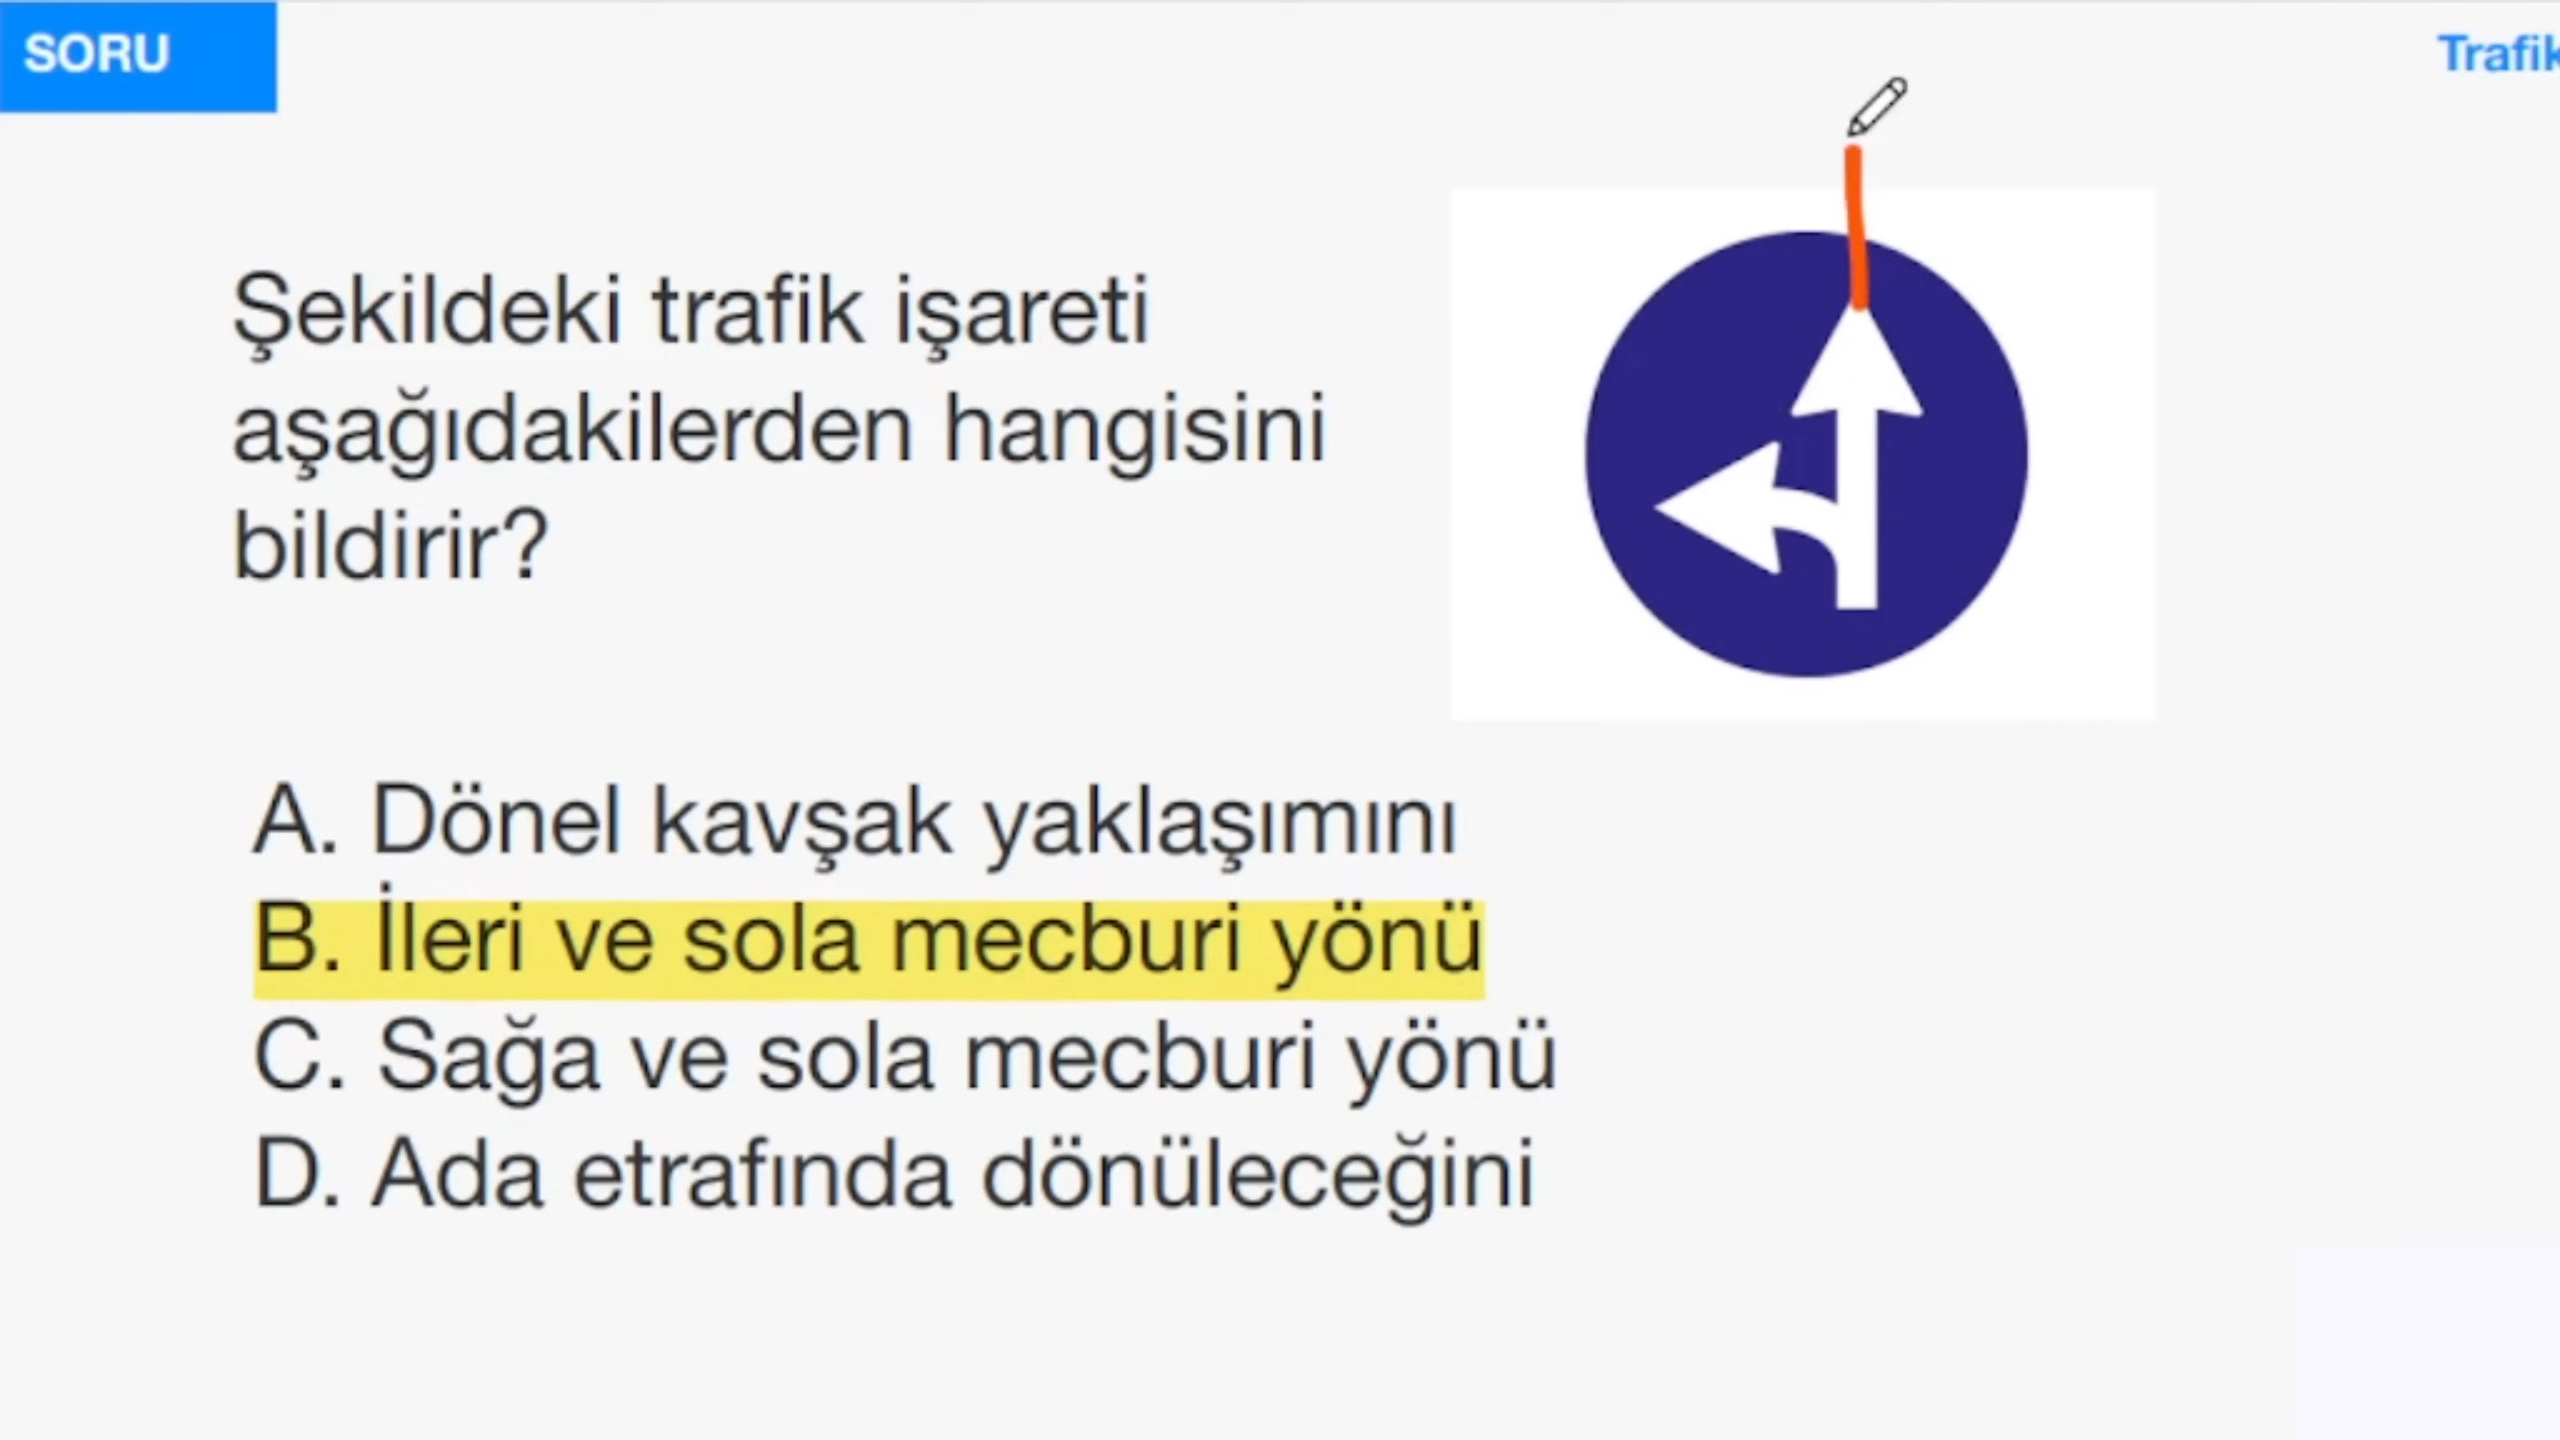 SORU
Trafik
Şekildeki trafik işareti
aşağıdakilerden hangisini
bildirir?
A. Dönel kavşak yaklaşımını
B. İleri ve sola mecburi yönü
C. Sağa ve sola mecburi yönü
D. Ada etrafında dönüleceğini